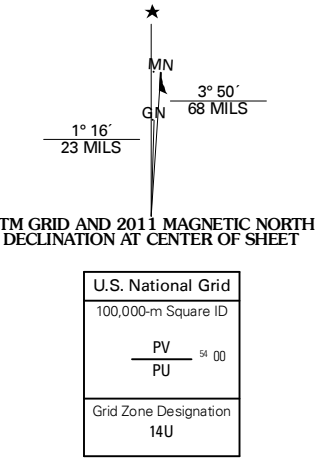 MN
3° 50´
68 MILS
GN
1° 16´
23 MILS
TM GRID AND 2011 MAGNETIC NORTH
DECLINATION AT CENTER OF SHEET
U.S. National Grid
100,000-m Square ID
PV
54 00
PU
Grid Zone Designation
14U